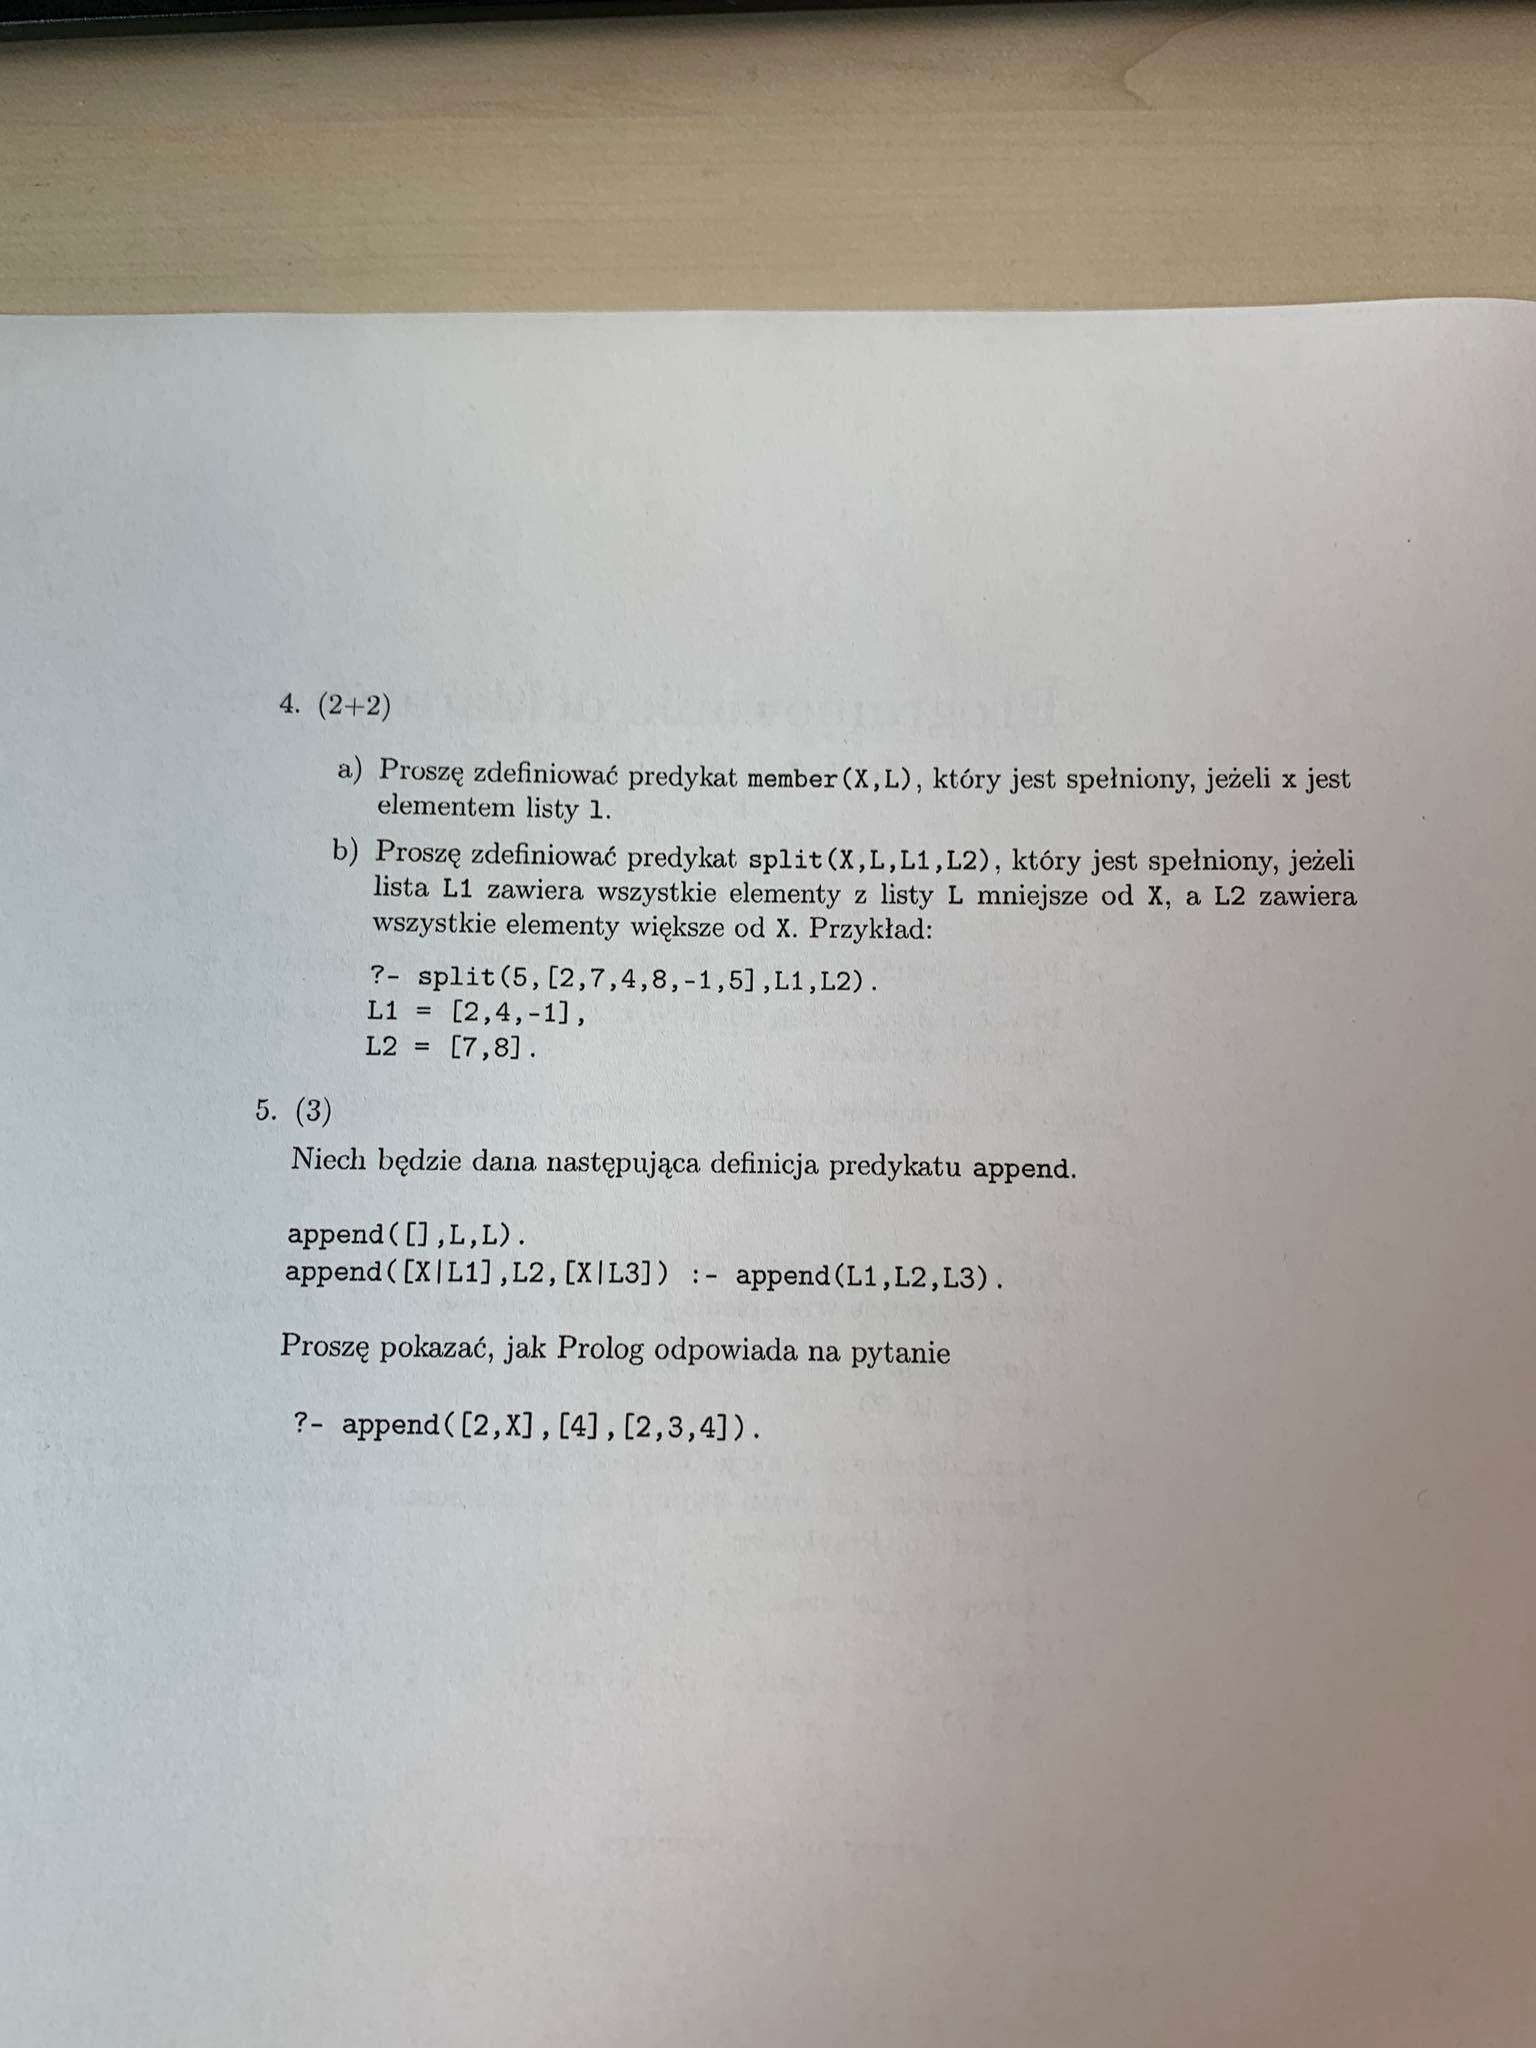 4. (2+2)
a) Proszę zdefiniować predykat member(X,L), który jest spełniony, jeżeli x jest
elementem listy l.
b) Proszę zdefiniować predykat split(X,L,L1,L2), który jest spełniony, jeżeli
lista L1 zawiera wszystkie elementy z listy L mniejsze od X, a L2 zawiera
wszystkie elementy większe od X. Przykład:
?- split(5,[2,7,4,8,-1,5],L1,L2).
L1 = [2,4,-1],
L2 = [7,8].
5. (3)
Niech będzie dana następująca definicja predykatu append.
append([],L,L).
append([X|L1],L2,[X|L3]) :- append(L1,L2,L3).
Proszę pokazać, jak Prolog odpowiada na pytanie
?- append([2,X],[4],[2,3,4]).